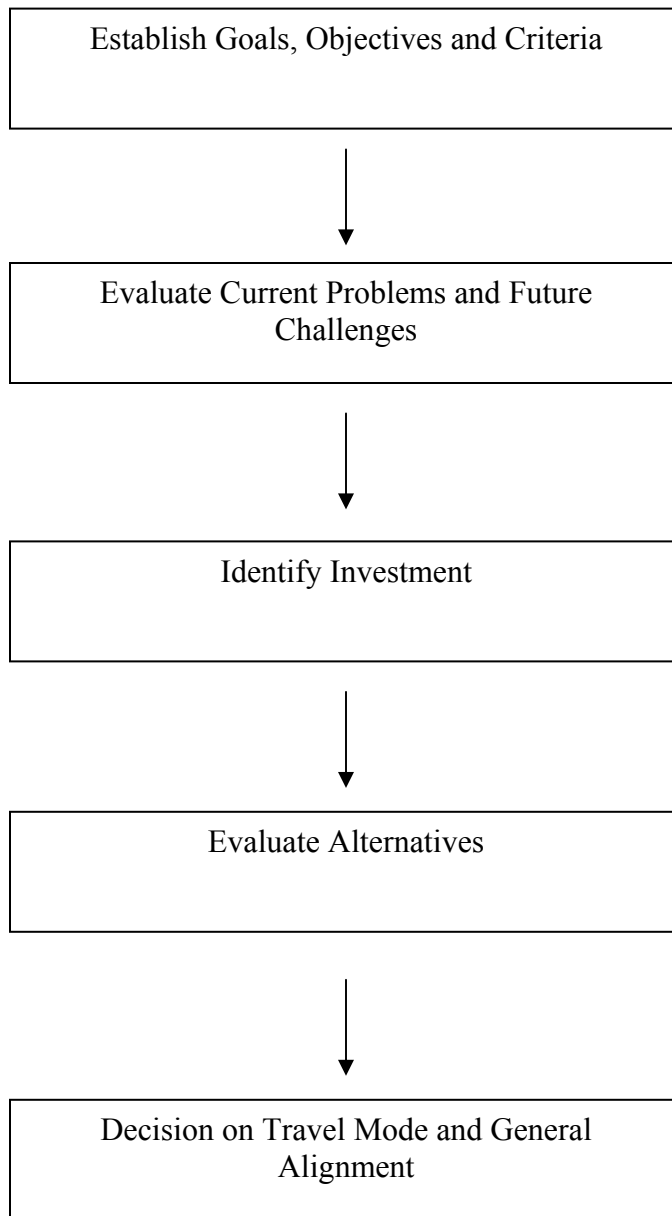 Establish Goals, Objectives and Criteria
Evaluate Current Problems and Future
Challenges
Identify Investment
Evaluate Alternatives
Decision on Travel Mode and General
Alignment